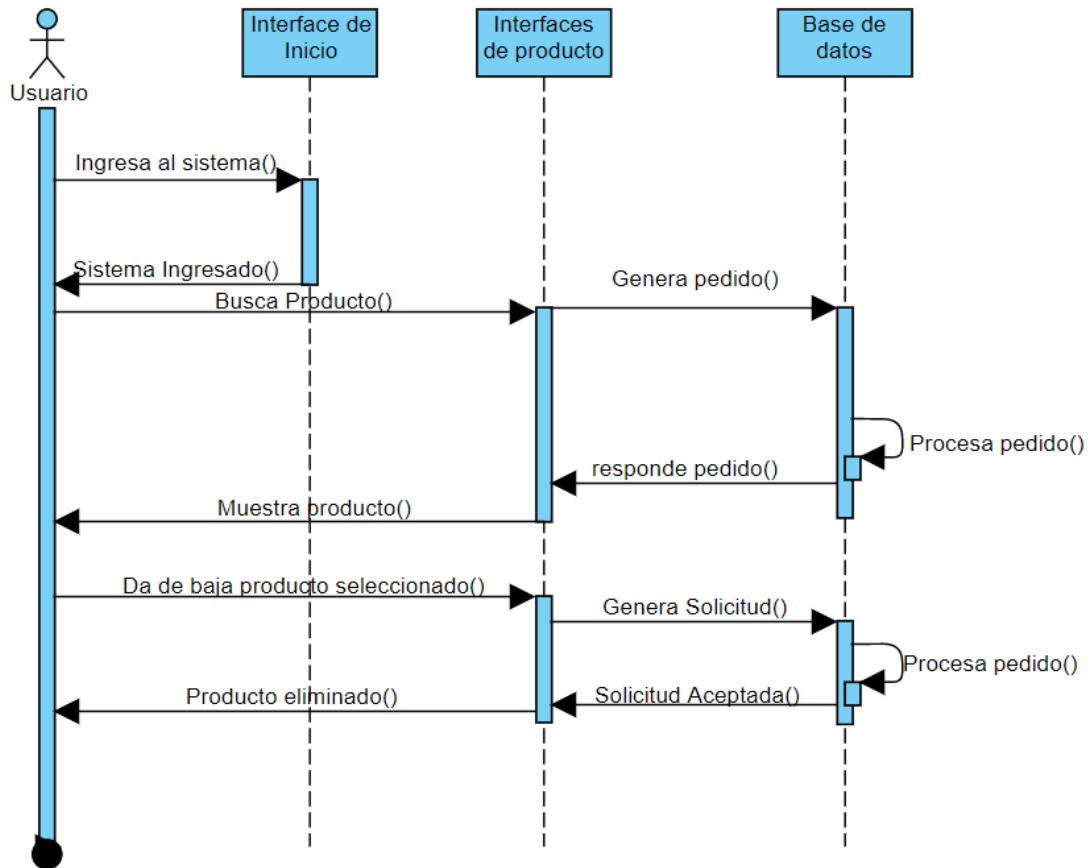 Interface de
Inicio
Interfaces
de producto
Base de
datos
Usuario
Ingresa al sistema()
Sistema Ingresado()
Busca Producto()
Genera pedido()
Procesa pedido()
responde pedido()
Muestra producto()
Da de baja producto seleccionado()
Genera Solicitud()
Procesa pedido()
Solicitud Aceptada()
Producto eliminado()